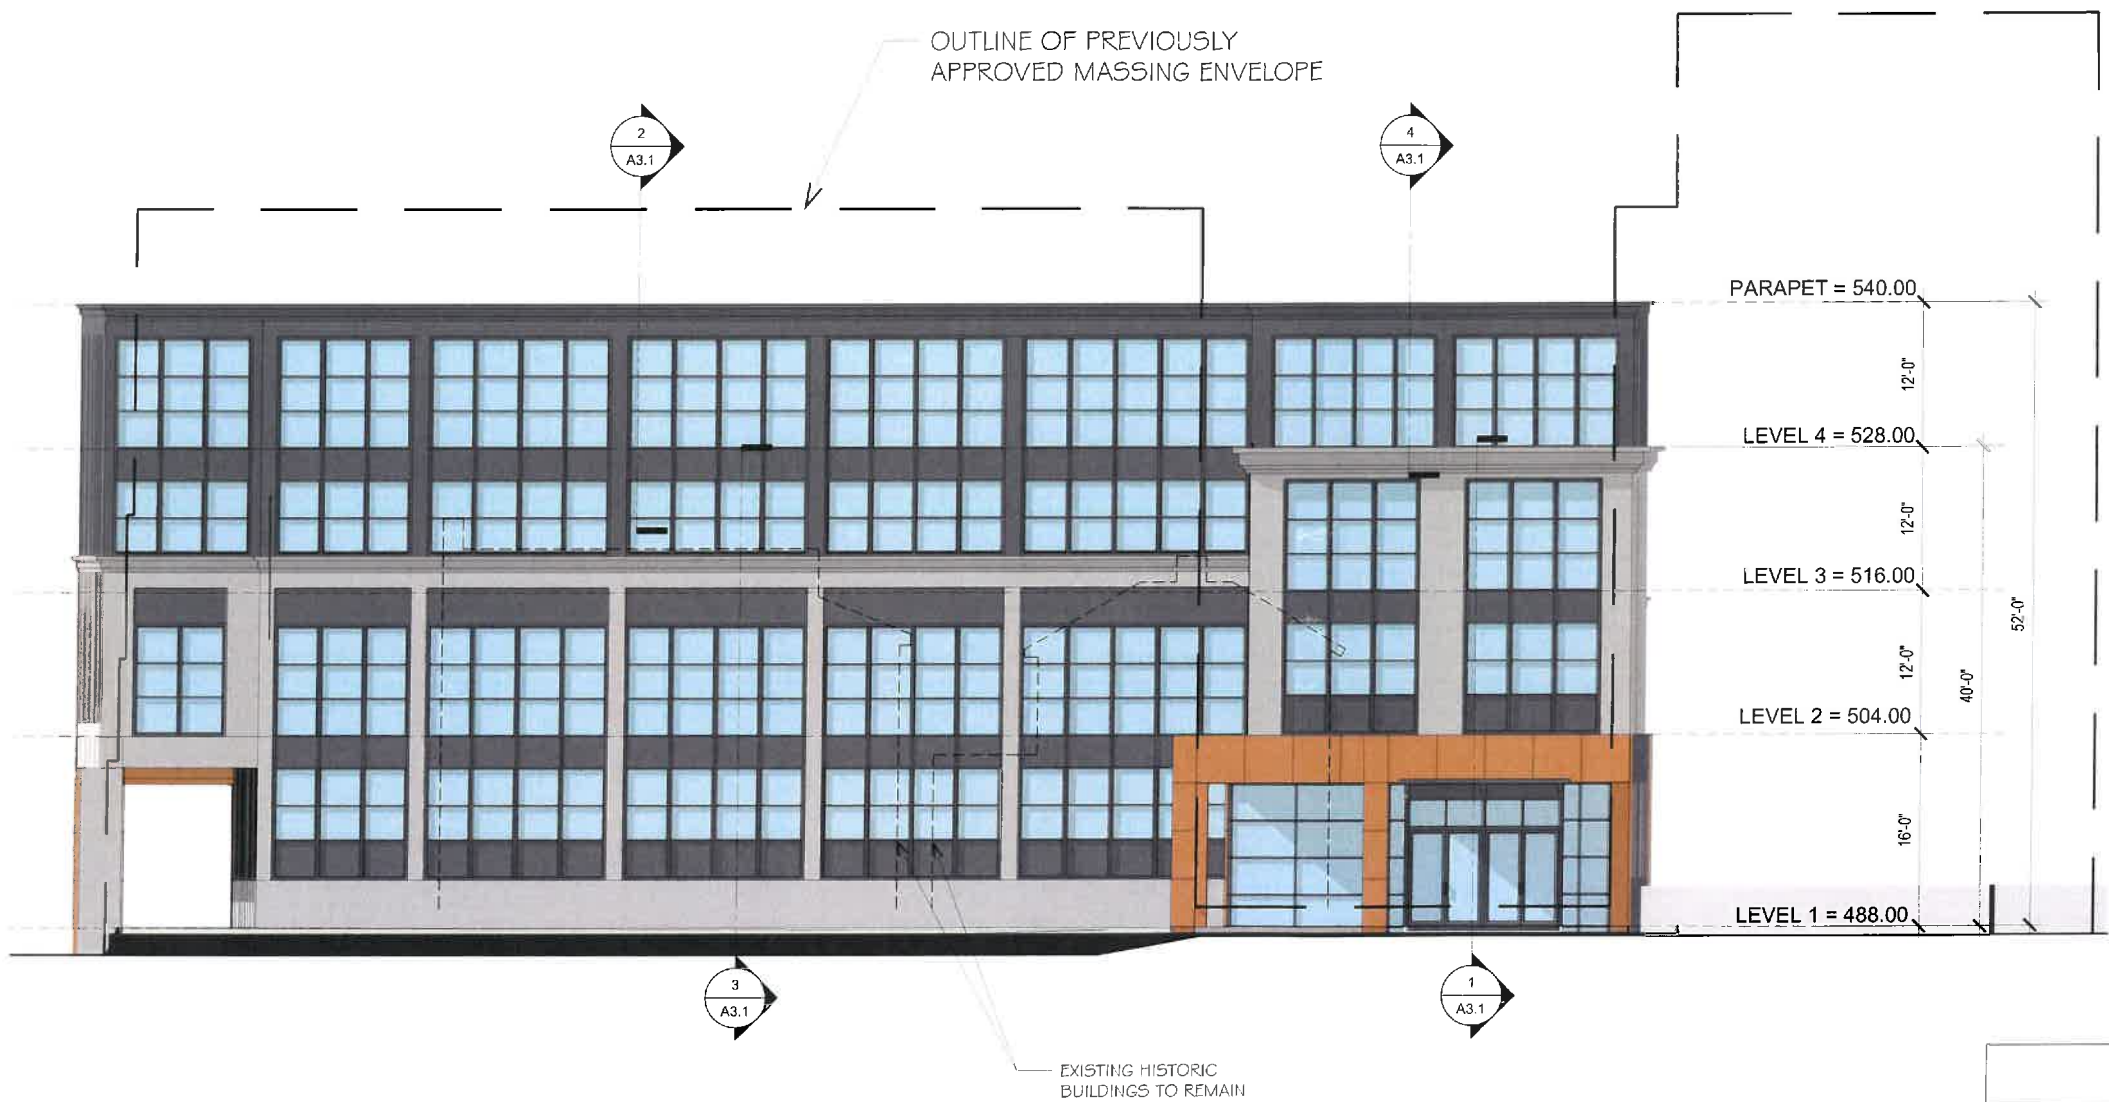 OUTLINE OF PREVIOUSLY
APPROVED MASSING ENVELOPE
2
A3.1
4
A3.1
PARAPET = 540.00
12'-0"
LEVEL 4 = 528.00
12'-0"
LEVEL 3 = 516.00
52'-0"
12'-0"
40'-0"
LEVEL 2 = 504.00
16'-0"
LEVEL 1 = 488.00
3
A3.1
1
A3.1
EXISTING HISTORIC
BUILDINGS TO REMAIN